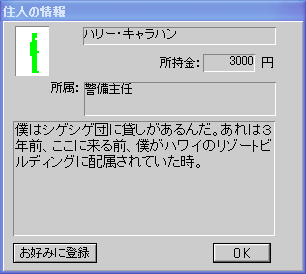 住人の情報
ハリー・キャラハン
所持金: 3000 円
所属: 警備主任
僕はシゲシゲ団に貸しがあるんだ。あれは３
年前、ここに来る前、僕がハワイのリゾートビ
ルディングに配属されていた時。
お好みに登録
OK